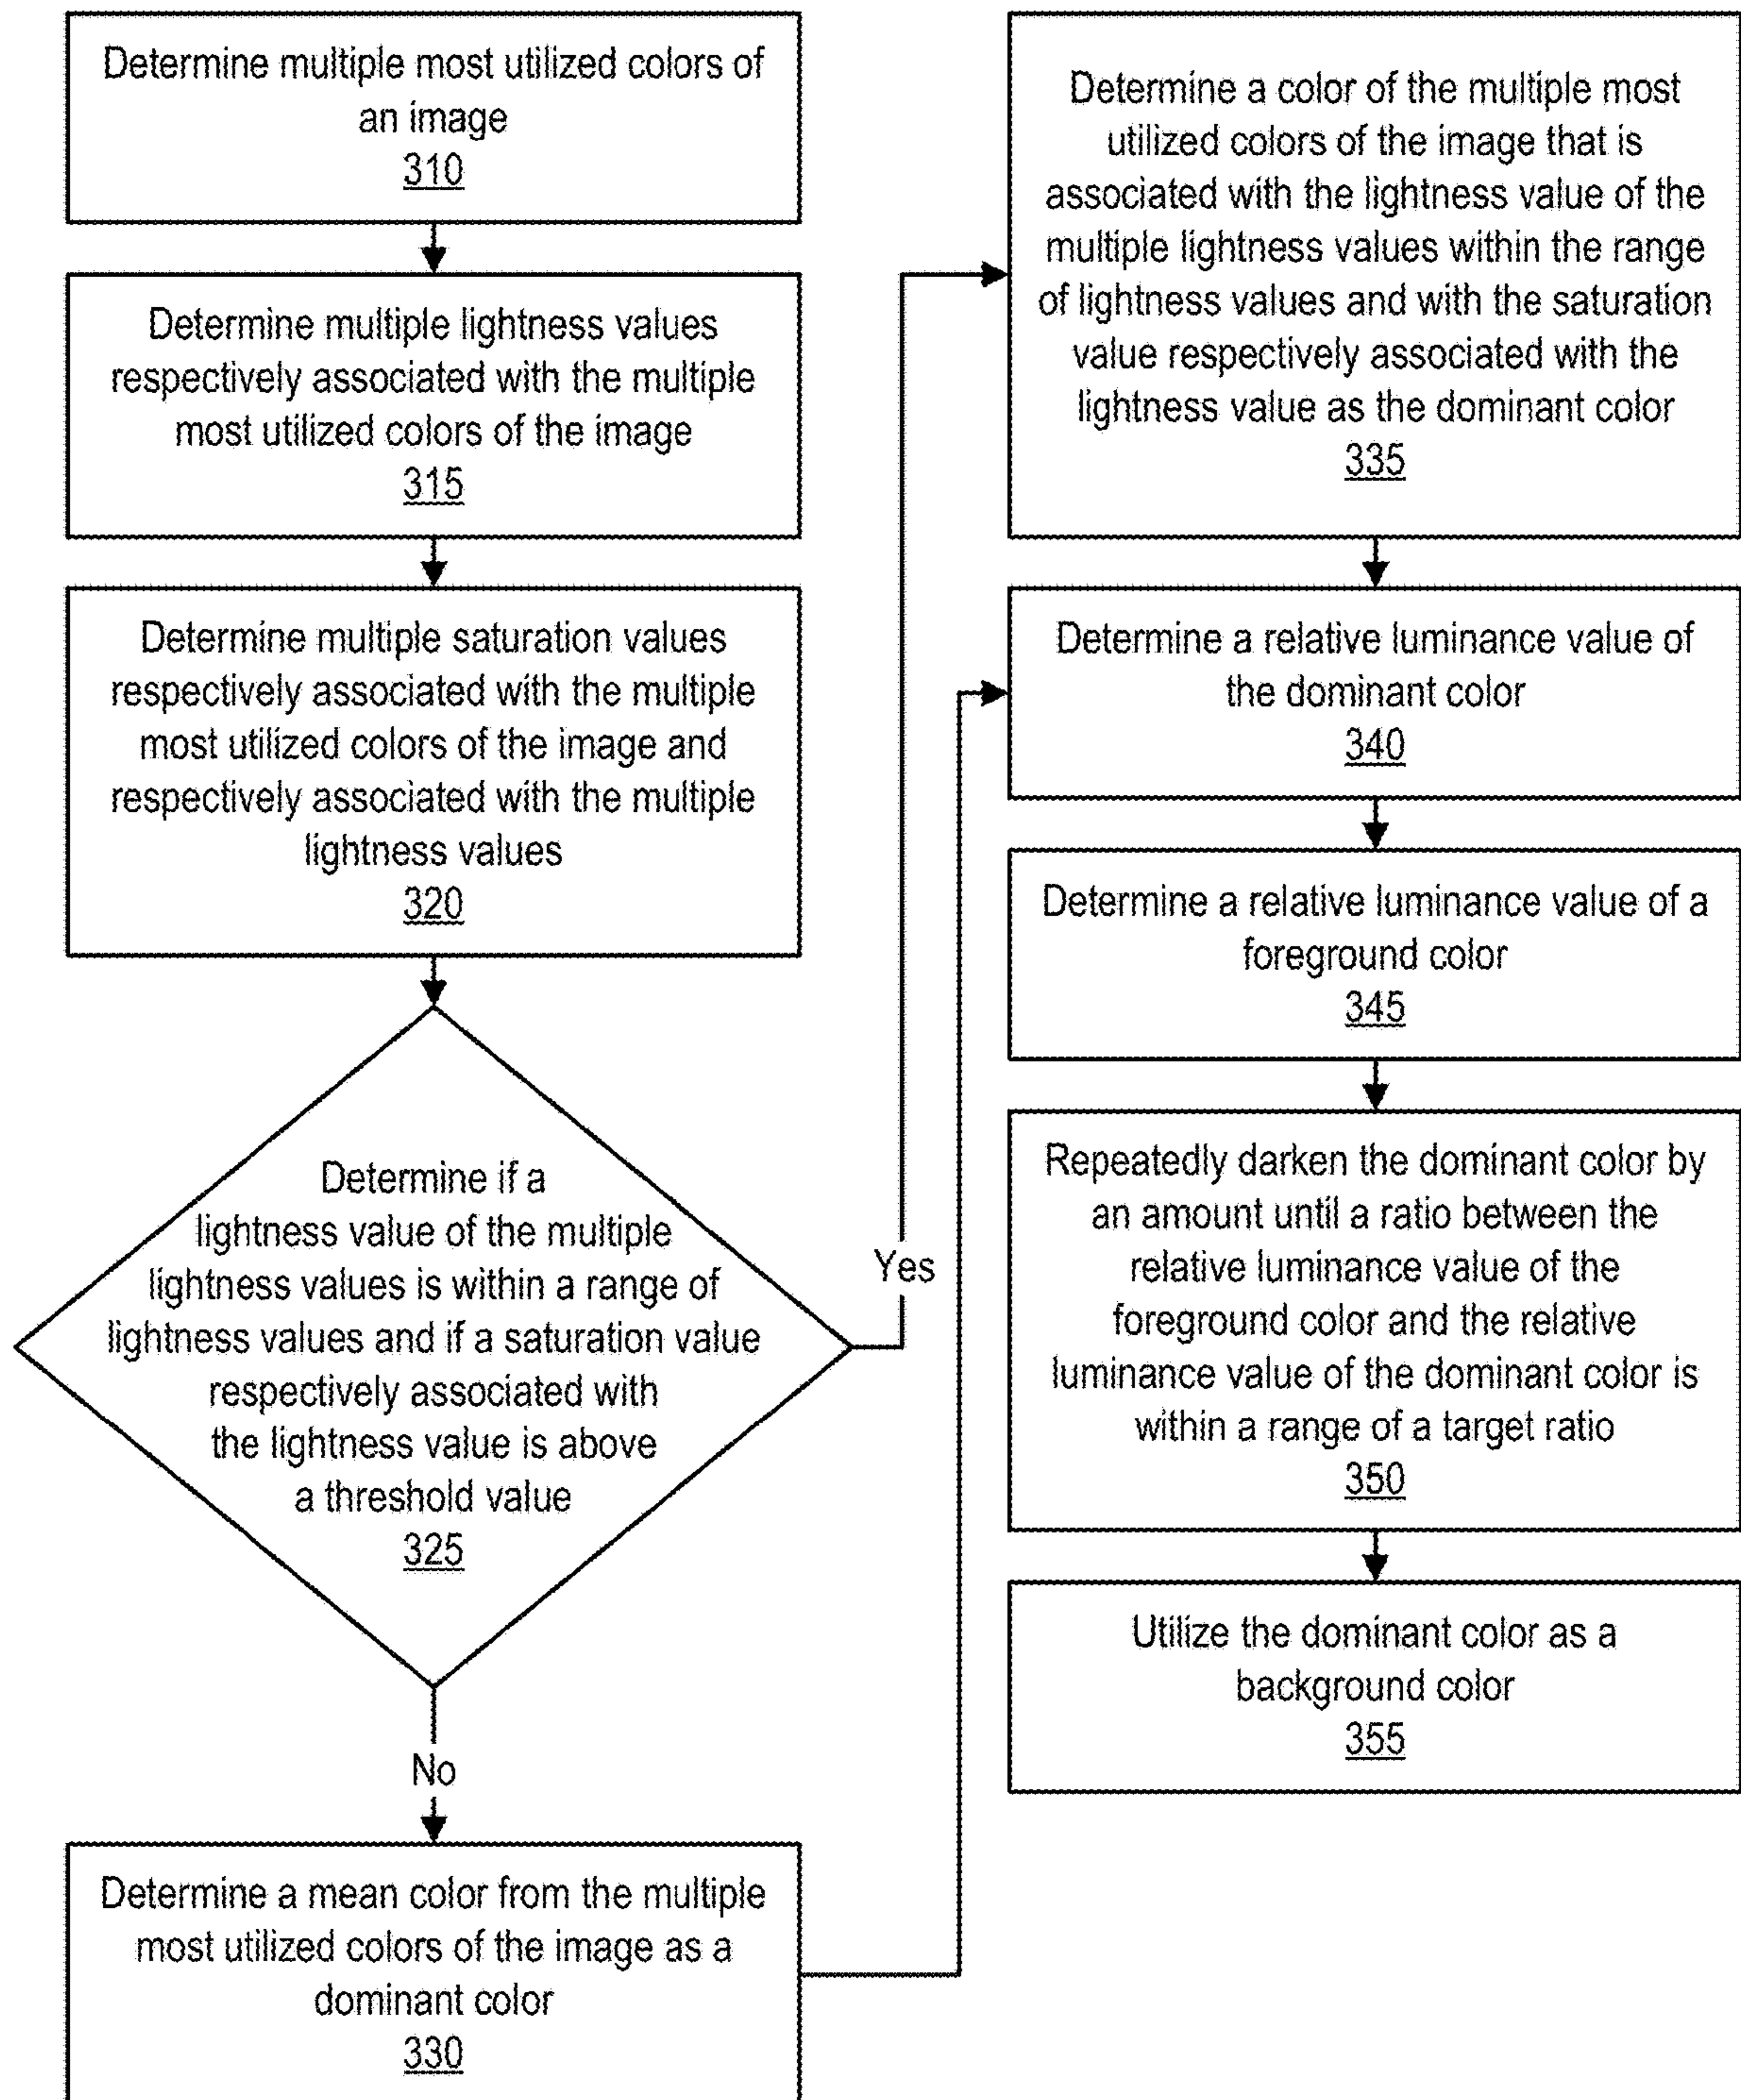 Determine multiple most utilized colors of
an image
310
Determine multiple lightness values
respectively associated with the multiple
most utilized colors of the image
315
Determine multiple saturation values
respectively associated with the multiple
most utilized colors of the image and
respectively associated with the multiple
lightness values
320
Determine if a
lightness value of the multiple
lightness values is within a range of
lightness values and if a saturation value
respectively associated with
the lightness value is above
a threshold value
325
Yes
No
Determine a mean color from the multiple
most utilized colors of the image as a
dominant color
330
Determine a color of the multiple most
utilized colors of the image that is
associated with the lightness value of the
multiple lightness values within the range
of lightness values and with the saturation
value respectively associated with the
lightness value as the dominant color
335
Determine a relative luminance value of
the dominant color
340
Determine a relative luminance value of a
foreground color
345
Repeatedly darken the dominant color by
an amount until a ratio between the
relative luminance value of the
foreground color and the relative
luminance value of the dominant color is
within a range of a target ratio
350
Utilize the dominant color as a
background color
355